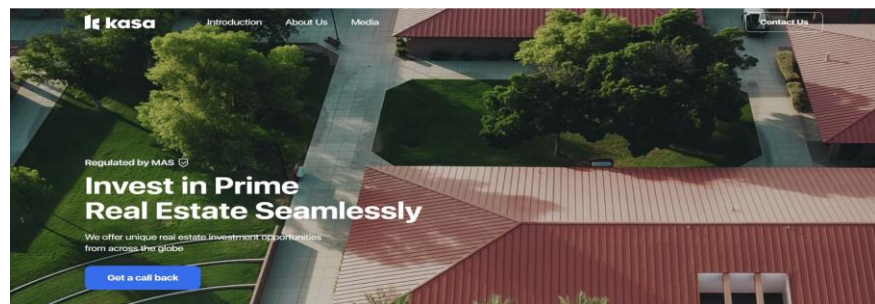 kasa
Introduction About Us Media
Contact Us
Regulated by MAS
Invest in Prime
Real Estate Seamlessly
We offer unique real estate investment opportunities
from across the globe
Get a call back